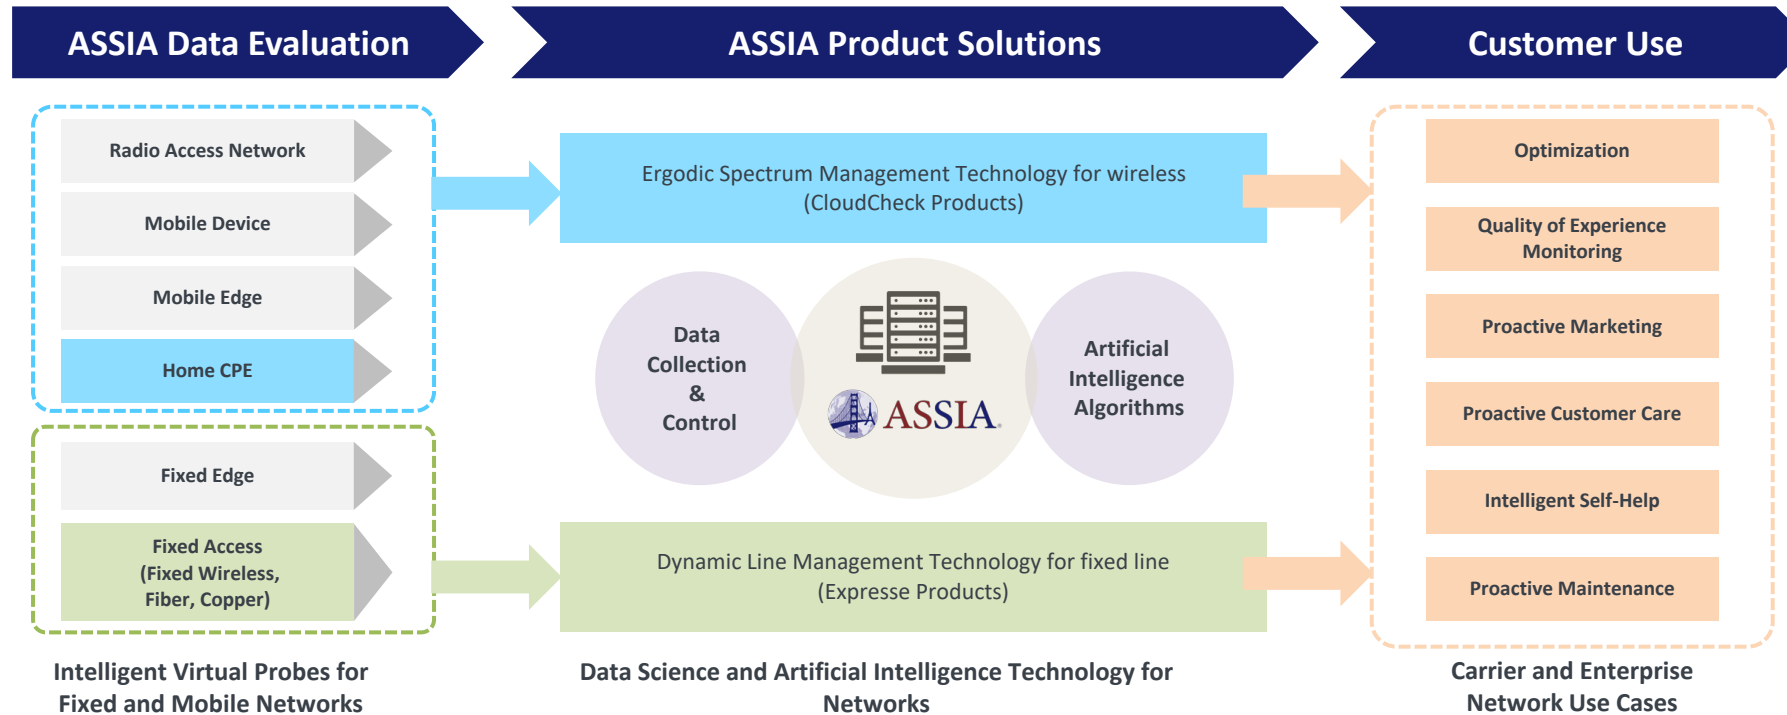 ASSIA Data Evaluation
ASSIA Product Solutions
Customer Use
Radio Access Network
Mobile Device
Mobile Edge
Home CPE
Fixed Edge
Fixed Access
(Fixed Wireless,
Fiber, Copper)
Intelligent Virtual Probes for
Fixed and Mobile Networks
Ergodic Spectrum Management Technology for wireless
(CloudCheck Products)
Data
Collection
&
Control
ASSIA®
Artificial
Intelligence
Algorithms
Dynamic Line Management Technology for fixed line
(Expresse Products)
Data Science and Artificial Intelligence Technology for
Networks
Optimization
Quality of Experience
Monitoring
Proactive Marketing
Proactive Customer Care
Intelligent Self-Help
Proactive Maintenance
Carrier and Enterprise
Network Use Cases